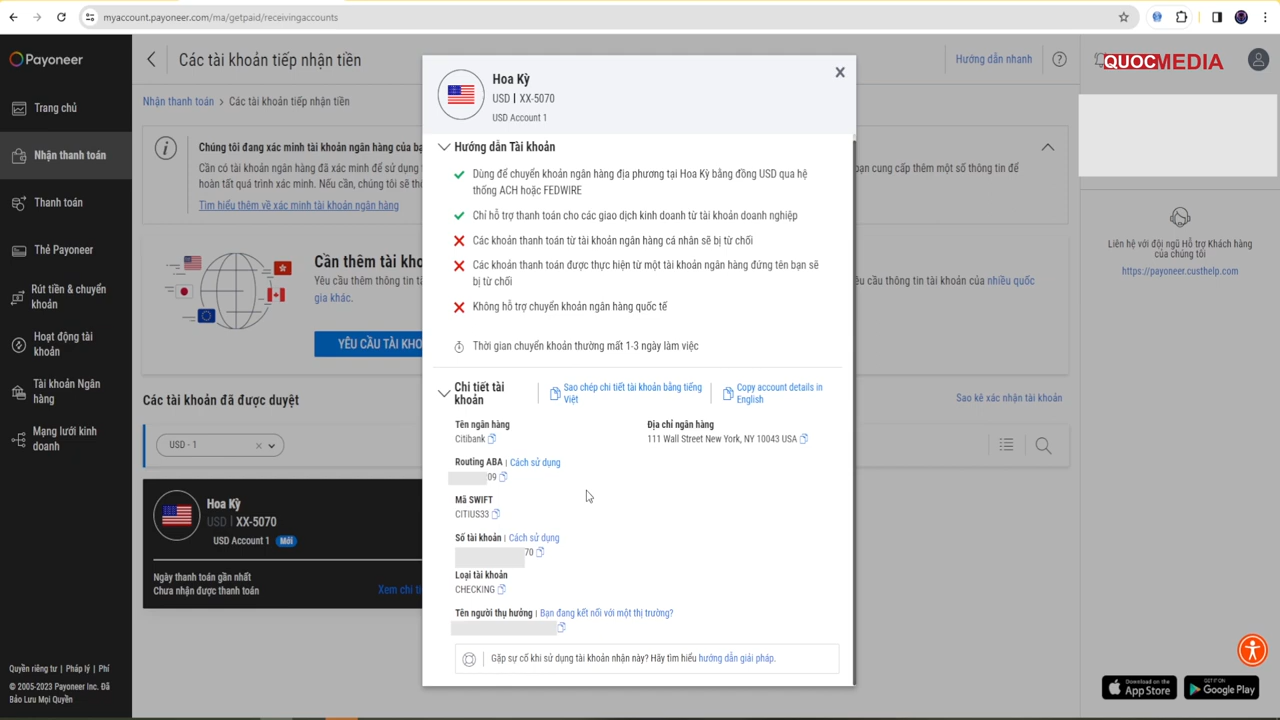 myaccount.payoneer.com/ma/getpaid/receivingaccounts
Payoneer
Trang chủ
Nhận thanh toán
Thanh toán
Thẻ Payoneer
Rút tiền & chuyển
khoản
Hoạt động tài
khoản
Tài khoản Ngân
hàng
Mạng lưới kinh
doanh
Quyền riêng tư | Pháp lý | Phí
© 2005-2023 Payoneer Inc. Đã
Bảo Lưu Mọi Quyền
Các tài khoản tiếp nhận tiền
Hướng dẫn nhanh
Nhận thanh toán > Các tài khoản tiếp nhận tiền
Chúng tôi đang xác minh tài khoản ngân hàng của bạ
Cần có tài khoản ngân hàng đã xác minh để sử dụng
hoàn tất quá trình xác minh. Nếu cần, chúng tôi sẽ thô
Tìm hiểu thêm về xác minh tài khoản ngân hàng
ạn cung cấp thêm một số thông tin để
Cần thêm tài kho
Yêu cầu thông tin tà
gia khác.
êu cầu thông tin tài khoản của nhiều quốc
YÊU CẦU TÀI KHO
Các tài khoản đã được duyệt
Sao kê xác nhận tài khoản
USD - 1
Hoa Kỳ
USD | XX-5070
USD Account 1 Mới
Ngày thanh toán gần nhất
Chưa nhận được thanh toán
Xem chi ti
Hoa Kỳ
USD | XX-5070
USD Account 1
Hướng dẫn Tài khoản
Dùng để chuyển khoản ngân hàng địa phương tại Hoa Kỳ bằng đồng USD qua hệ
thống ACH hoặc FEDWIRE
Chỉ hỗ trợ thanh toán cho các giao dịch kinh doanh từ tài khoản doanh nghiệp
Các khoản thanh toán từ tài khoản ngân hàng cá nhân sẽ bị từ chối
Các khoản thanh toán được thực hiện từ một tài khoản ngân hàng đứng tên bạn sẽ
bị từ chối
Không hỗ trợ chuyển khoản ngân hàng quốc tế
Thời gian chuyển khoản thường mất 1-3 ngày làm việc
Chi tiết tài
khoản
Sao chép chi tiết tài khoản bằng tiếng
Việt
Copy account details in
English
Tên ngân hàng
Citibank
Địa chỉ ngân hàng
111 Wall Street New York, NY 10043 USA
Routing ABA | Cách sử dụng
09
Mã SWIFT
CITIUS33
Số tài khoản | Cách sử dụng
70
Loại tài khoản
CHECKING
Tên người thụ hưởng | Bạn đang kết nối với một thị trường?
Gặp sự cố khi sử dụng tài khoản nhận này? Hãy tìm hiểu hướng dẫn giải pháp.
QUOCMEDIA
Liên hệ với đội ngũ Hỗ trợ Khách hàng
của chúng tôi
https://payoneer.custhelp.com
Download on the
App Store
GET IT ON
Google Play